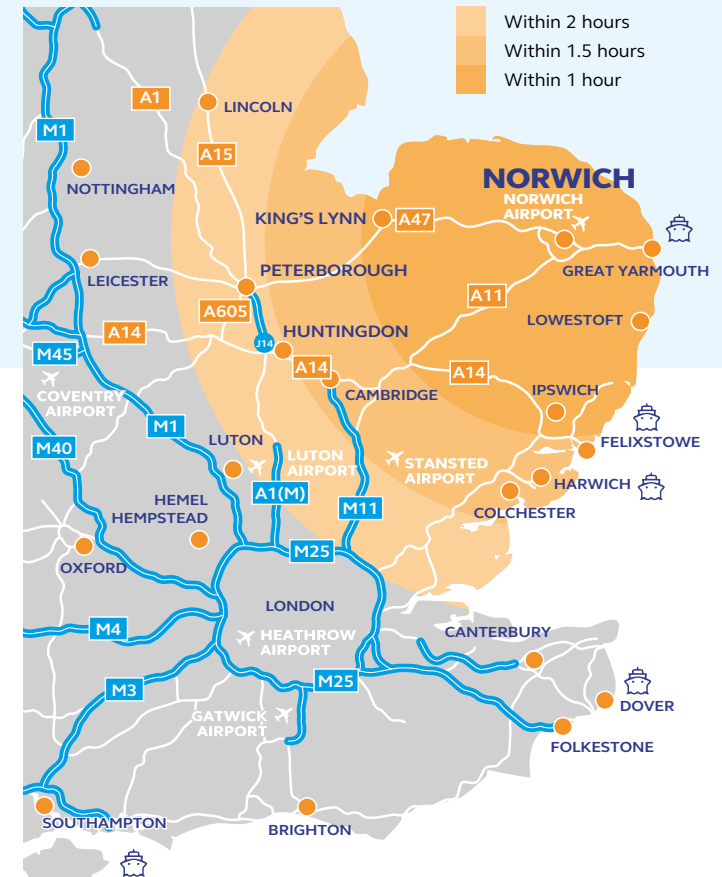 Within 2 hours
Within 1.5 hours
Within 1 hour
A1
LINCOLN
M1
A15
NOTTINGHAM
NORWICH
NORWICH
AIRPORT
KING'S LYNN
A47
PETERBOROUGH
GREAT YARMOUTH
LEICESTER
A11
A605
LOWESTOFT
A14
HUNTINGDON
J14
M45
A14
A14
COVENTRY
AIRPORT
CAMBRIDGE
IPSWICH
M1
M40
LUTON
FELIXSTOWE
LUTON
AIRPORT
STANSTED
AIRPORT
HARWICH
A1(M)
HEMEL
HEMPSTEAD
M11
COLCHESTER
M25
OXFORD
LONDON
M4
HEATHROW
AIRPORT
CANTERBURY
M3
M25
DOVER
GATWICK
AIRPORT
FOLKESTONE
SOUTHAMPTON
BRIGHTON